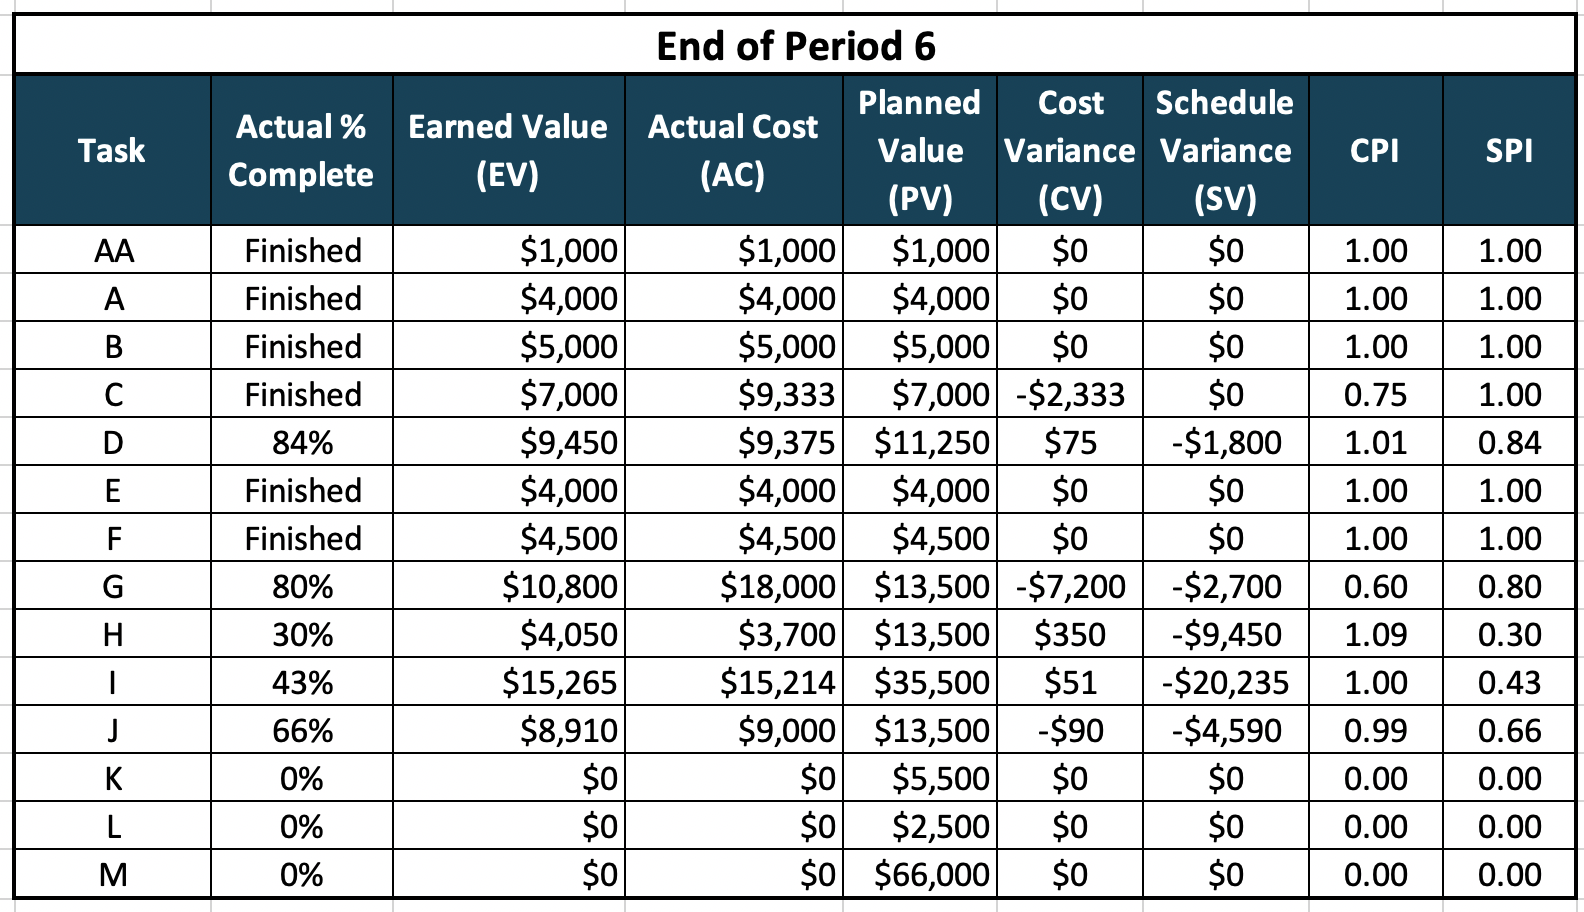 End of Period 6
Task Actual % Complete Earned Value (EV) Actual Cost (AC) Planned Value (PV) Cost Variance (CV) Schedule Variance (SV) CPI SPI
AA Finished $1,000 $1,000 $1,000 $0 $0 1.00 1.00
A Finished $4,000 $4,000 $4,000 $0 $0 1.00 1.00
B Finished $5,000 $5,000 $5,000 $0 $0 1.00 1.00
C Finished $7,000 $9,333 $7,000 -$2,333 $0 0.75 1.00
D 84% $9,450 $9,375 $11,250 $75 -$1,800 1.01 0.84
E Finished $4,000 $4,000 $4,000 $0 $0 1.00 1.00
F Finished $4,500 $4,500 $4,500 $0 $0 1.00 1.00
G 80% $10,800 $18,000 $13,500 -$7,200 -$2,700 0.60 0.80
H 30% $4,050 $3,700 $13,500 $350 -$9,450 1.09 0.30
I 43% $15,265 $15,214 $35,500 $51 -$20,235 1.00 0.43
J 66% $8,910 $9,000 $13,500 -$90 -$4,590 0.99 0.66
K 0% $0 $0 $5,500 $0 $0 0.00 0.00
L 0% $0 $0 $2,500 $0 $0 0.00 0.00
M 0% $0 $0 $66,000 $0 $0 0.00 0.00